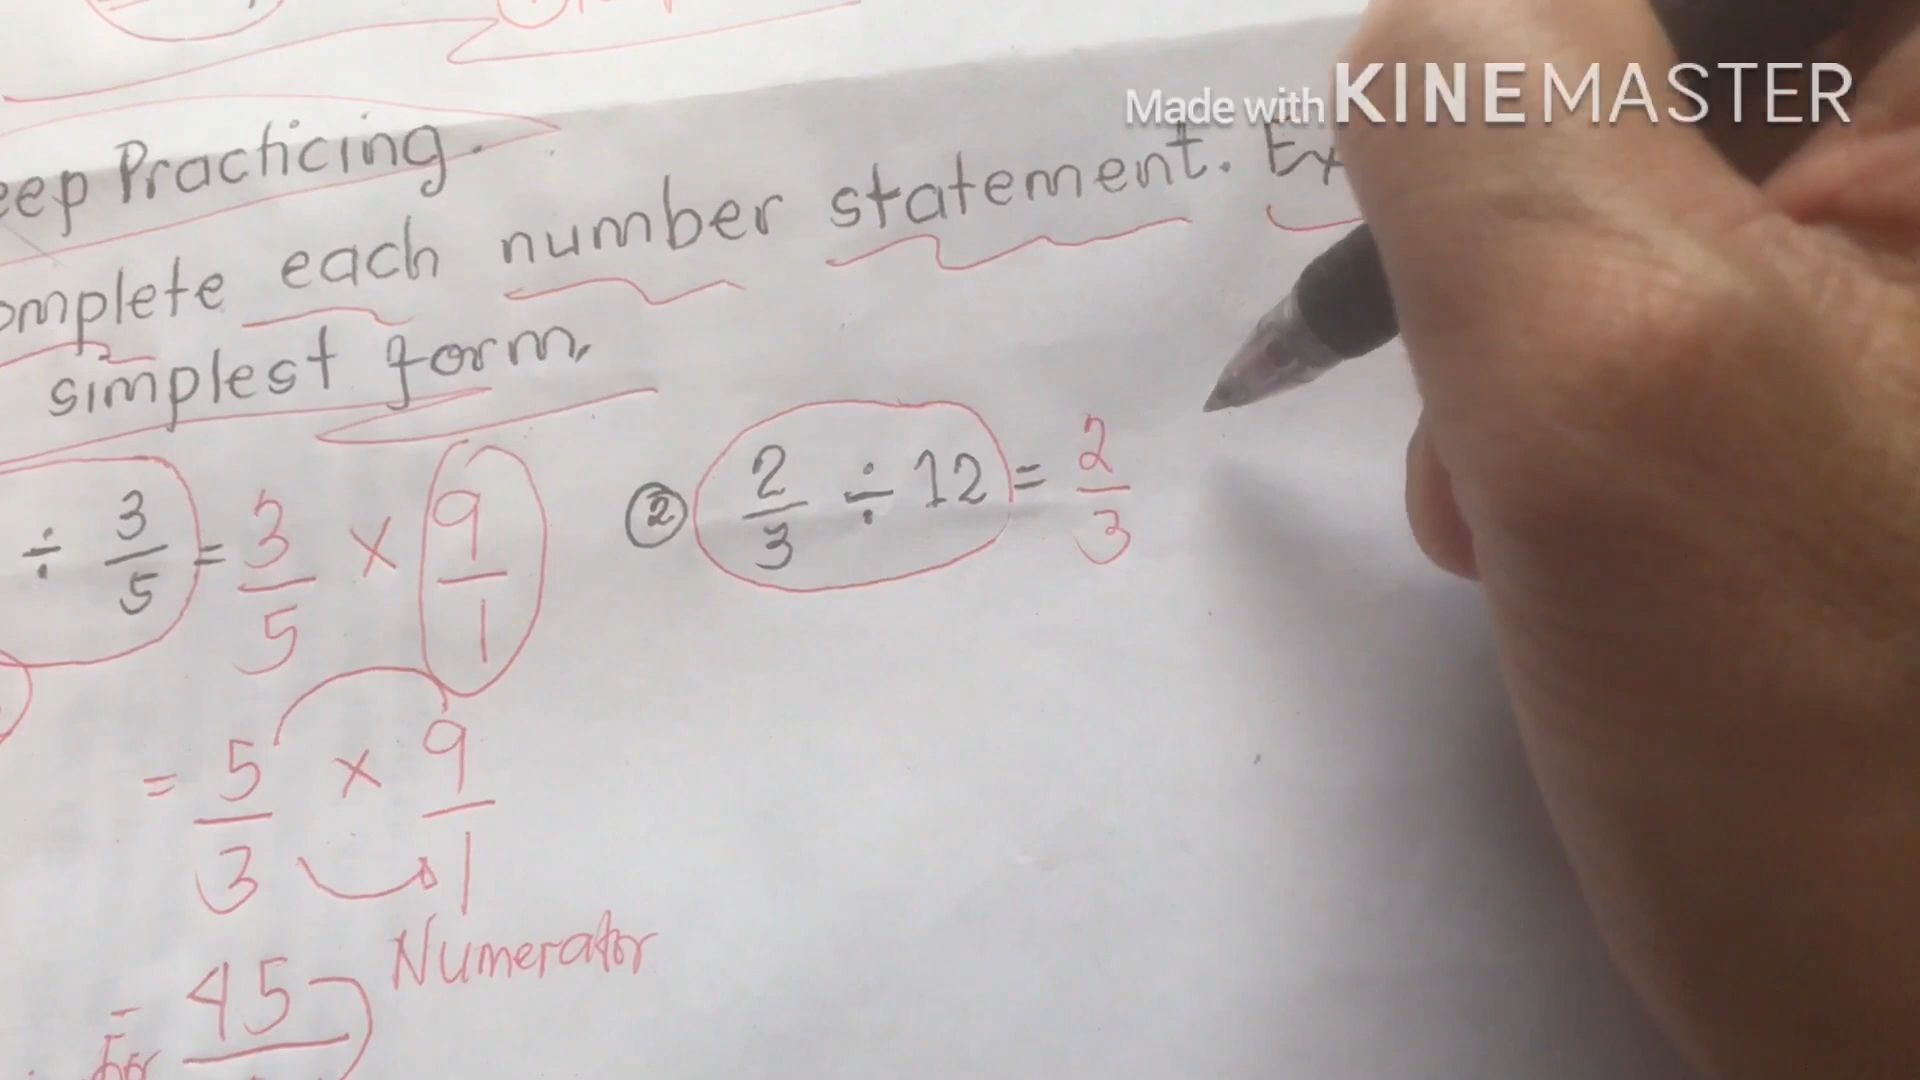 Made with KINEMASTER
eep Practicing.
omplete each number statement. Ex
simplest form.
÷ 3/5 = 3/5 × 9/1
② 2/3 ÷ 12 = 2/3
= 5/3 × 9/1
= 45
Numerator